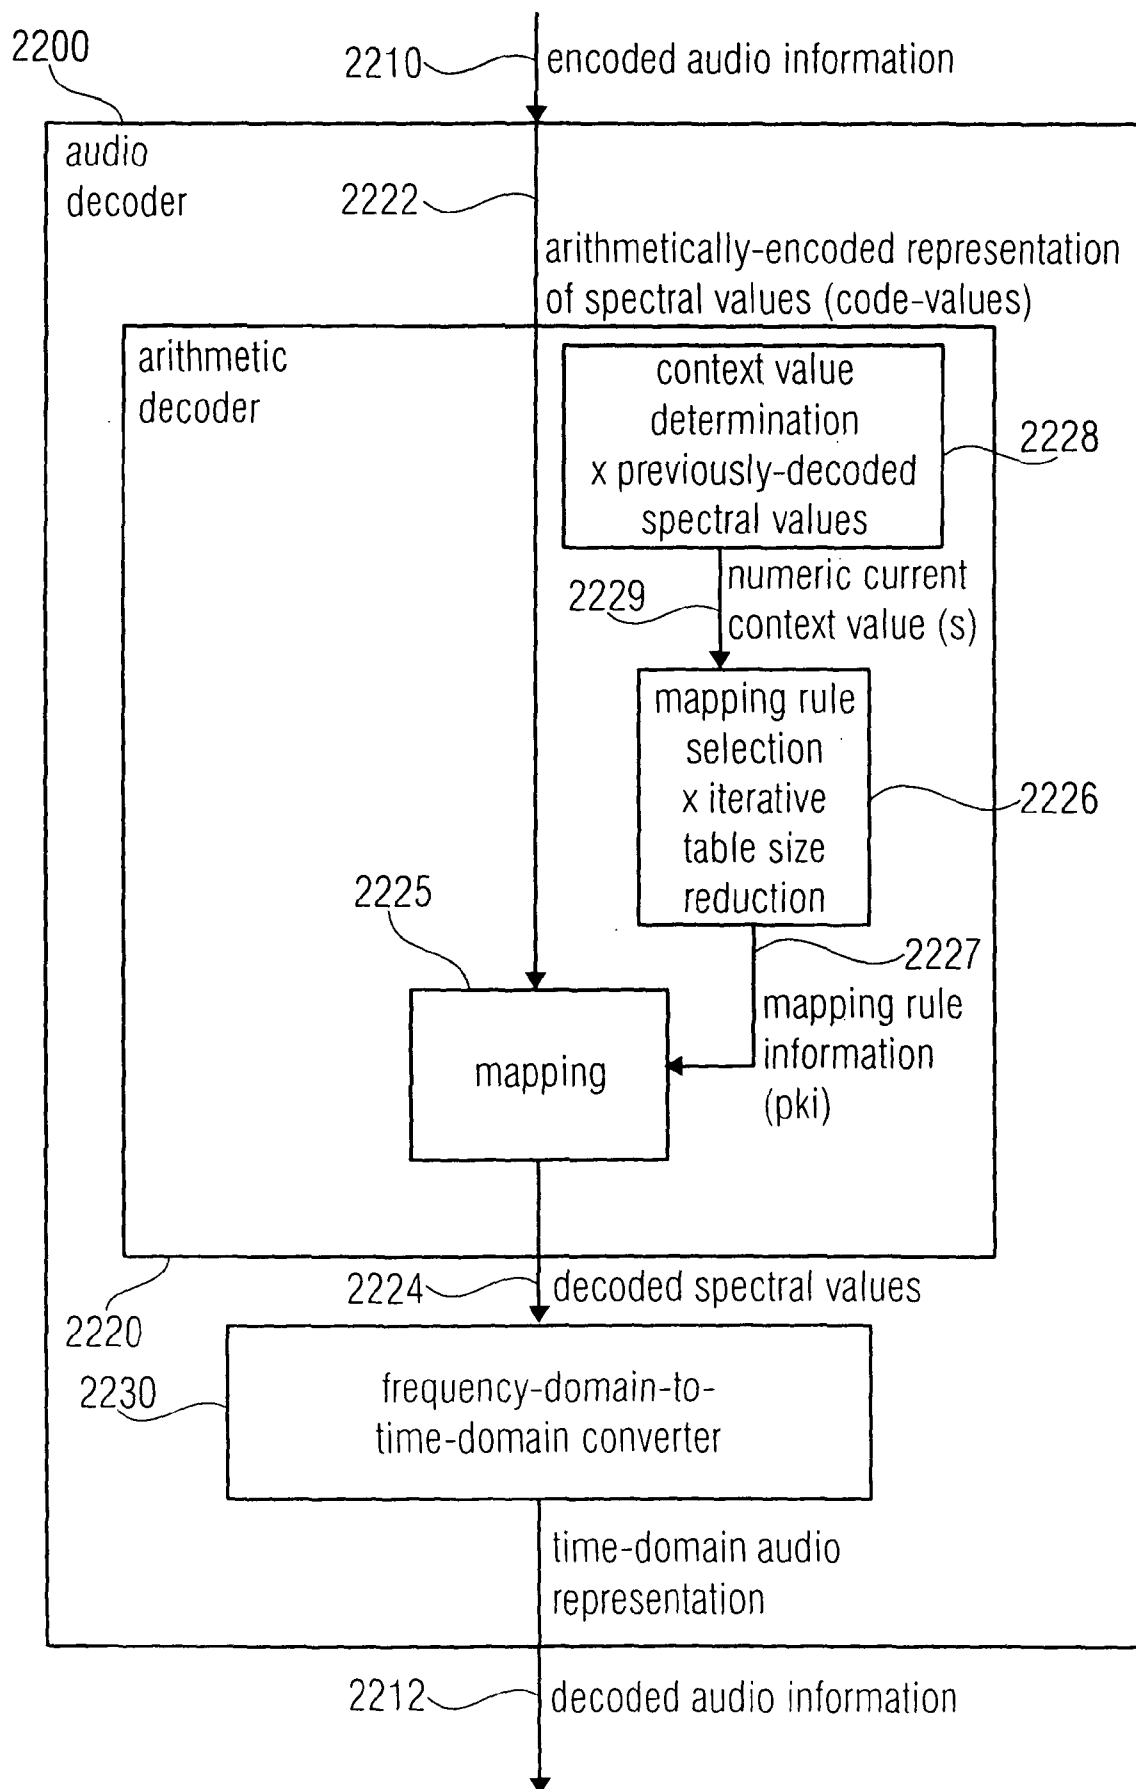 2200
2210
encoded audio information
audio
decoder
2222
arithmetically-encoded representation
of spectral values (code-values)
arithmetic
decoder
context value
determination
x previously-decoded
spectral values
2228
2229
numeric current
context value (s)
mapping rule
selection
x iterative
table size
reduction
2226
2225
2227
mapping rule
information
(pki)
mapping
2224
decoded spectral values
2220
2230
frequency-domain-to-
time-domain converter
time-domain audio
representation
2212
decoded audio information